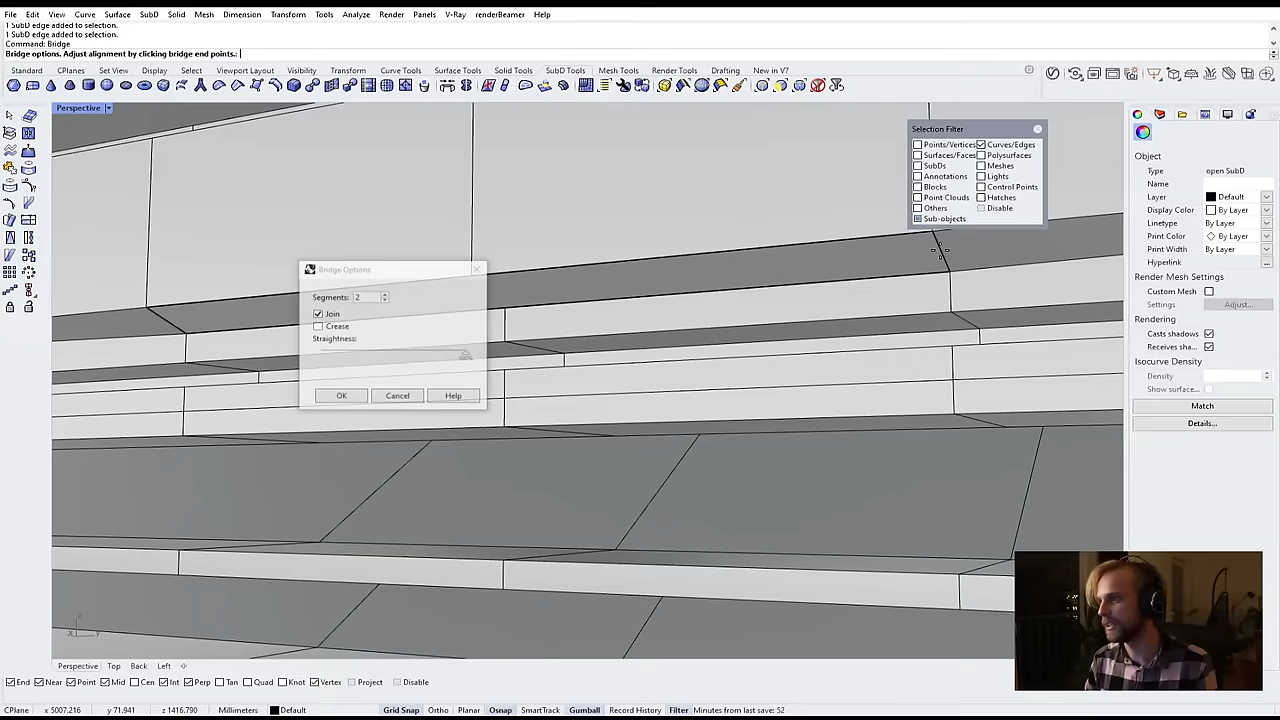 File Edit View Curve Surface SubD Solid Mesh Dimension Transform Tools Analyze Render Panels V-Ray renderBeamer Help
1 SubD edge added to selection.
1 SubD edge added to selection.
Command: Bridge
Bridge options. Adjust alignment by clicking bridge end points.:
Standard CPlanes Set View Display Select Viewport Layout Visibility Transform Curve Tools Surface Tools Solid Tools SubD Tools Mesh Tools Render Tools Drafting New in V7
Perspective
Selection Filter
Points/Vertices Curves/Edges
Surfaces/Faces Polysurfaces
SubDs Meshes
Annotations Lights
Blocks Control Points
Point Clouds Hatches
Others Disable
Sub-objects
Bridge Options
Segments: 2
Join
Crease
Straightness:
OK Cancel Help
Object
Type open SubD
Name
Layer Default
Display Color By Layer
Linetype By Layer
Print Color By Layer
Print Width By Layer
Hyperlink ...
Render Mesh Settings
Custom Mesh
Settings Adjust...
Rendering
Casts shadows
Receives sha...
Isocurve Density
Density
Show surface...
Match
Details...
Perspective Top Back Left
End Near Point Mid Cen Int Perp Tan Quad Knot Vertex Project Disable
CPlane x 5007.216 y 71.941 z 1416.790 Millimeters Default Grid Snap Ortho Planar Osnap SmartTrack Gumball Record History Filter Minutes from last save: 52